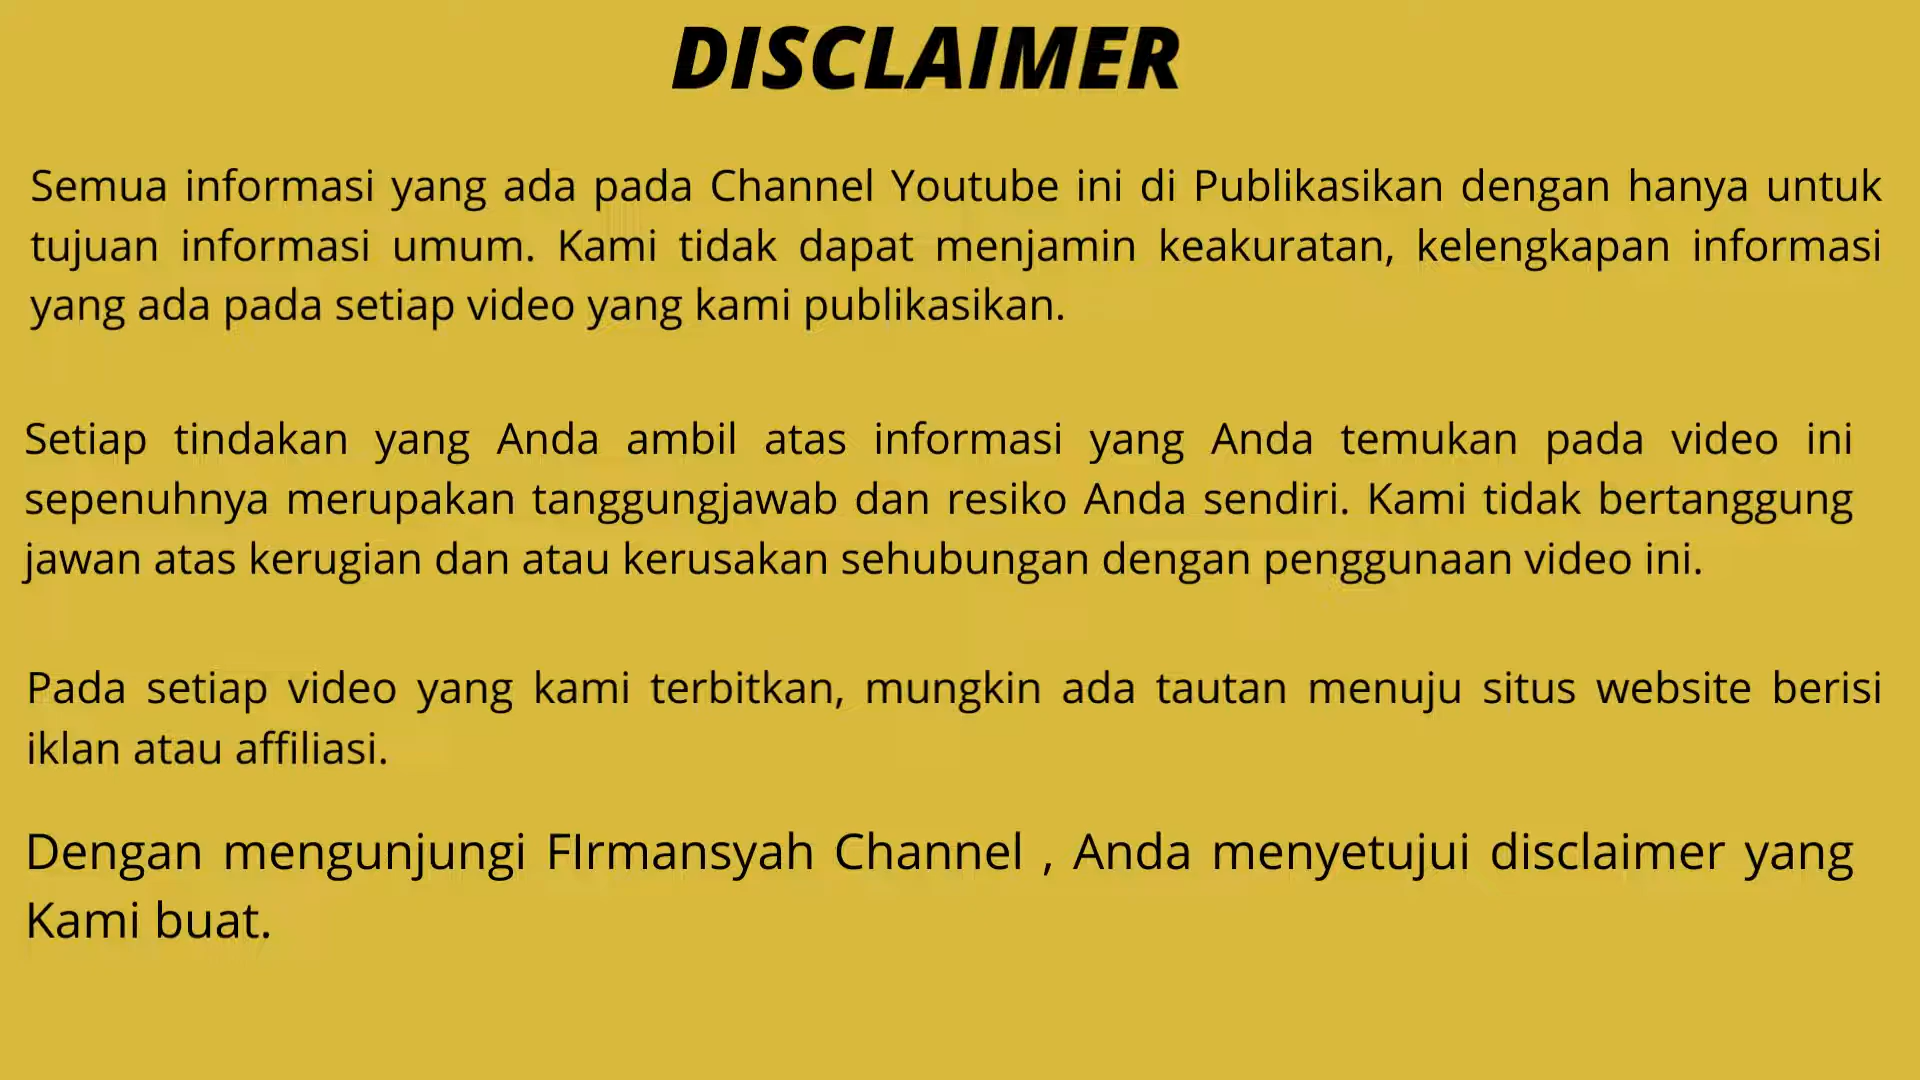 DISCLAIMER
Semua informasi yang ada pada Channel Youtube ini di Publikasikan dengan hanya untuk
tujuan informasi umum. Kami tidak dapat menjamin keakuratan, kelengkapan informasi
yang ada pada setiap video yang kami publikasikan.
Setiap tindakan yang Anda ambil atas informasi yang Anda temukan pada video ini
sepenuhnya merupakan tanggungjawab dan resiko Anda sendiri. Kami tidak bertanggung
jawan atas kerugian dan atau kerusakan sehubungan dengan penggunaan video ini.
Pada setiap video yang kami terbitkan, mungkin ada tautan menuju situs website berisi
iklan atau affiliasi.
Dengan mengunjungi FIrmansyah Channel , Anda menyetujui disclaimer yang
Kami buat.